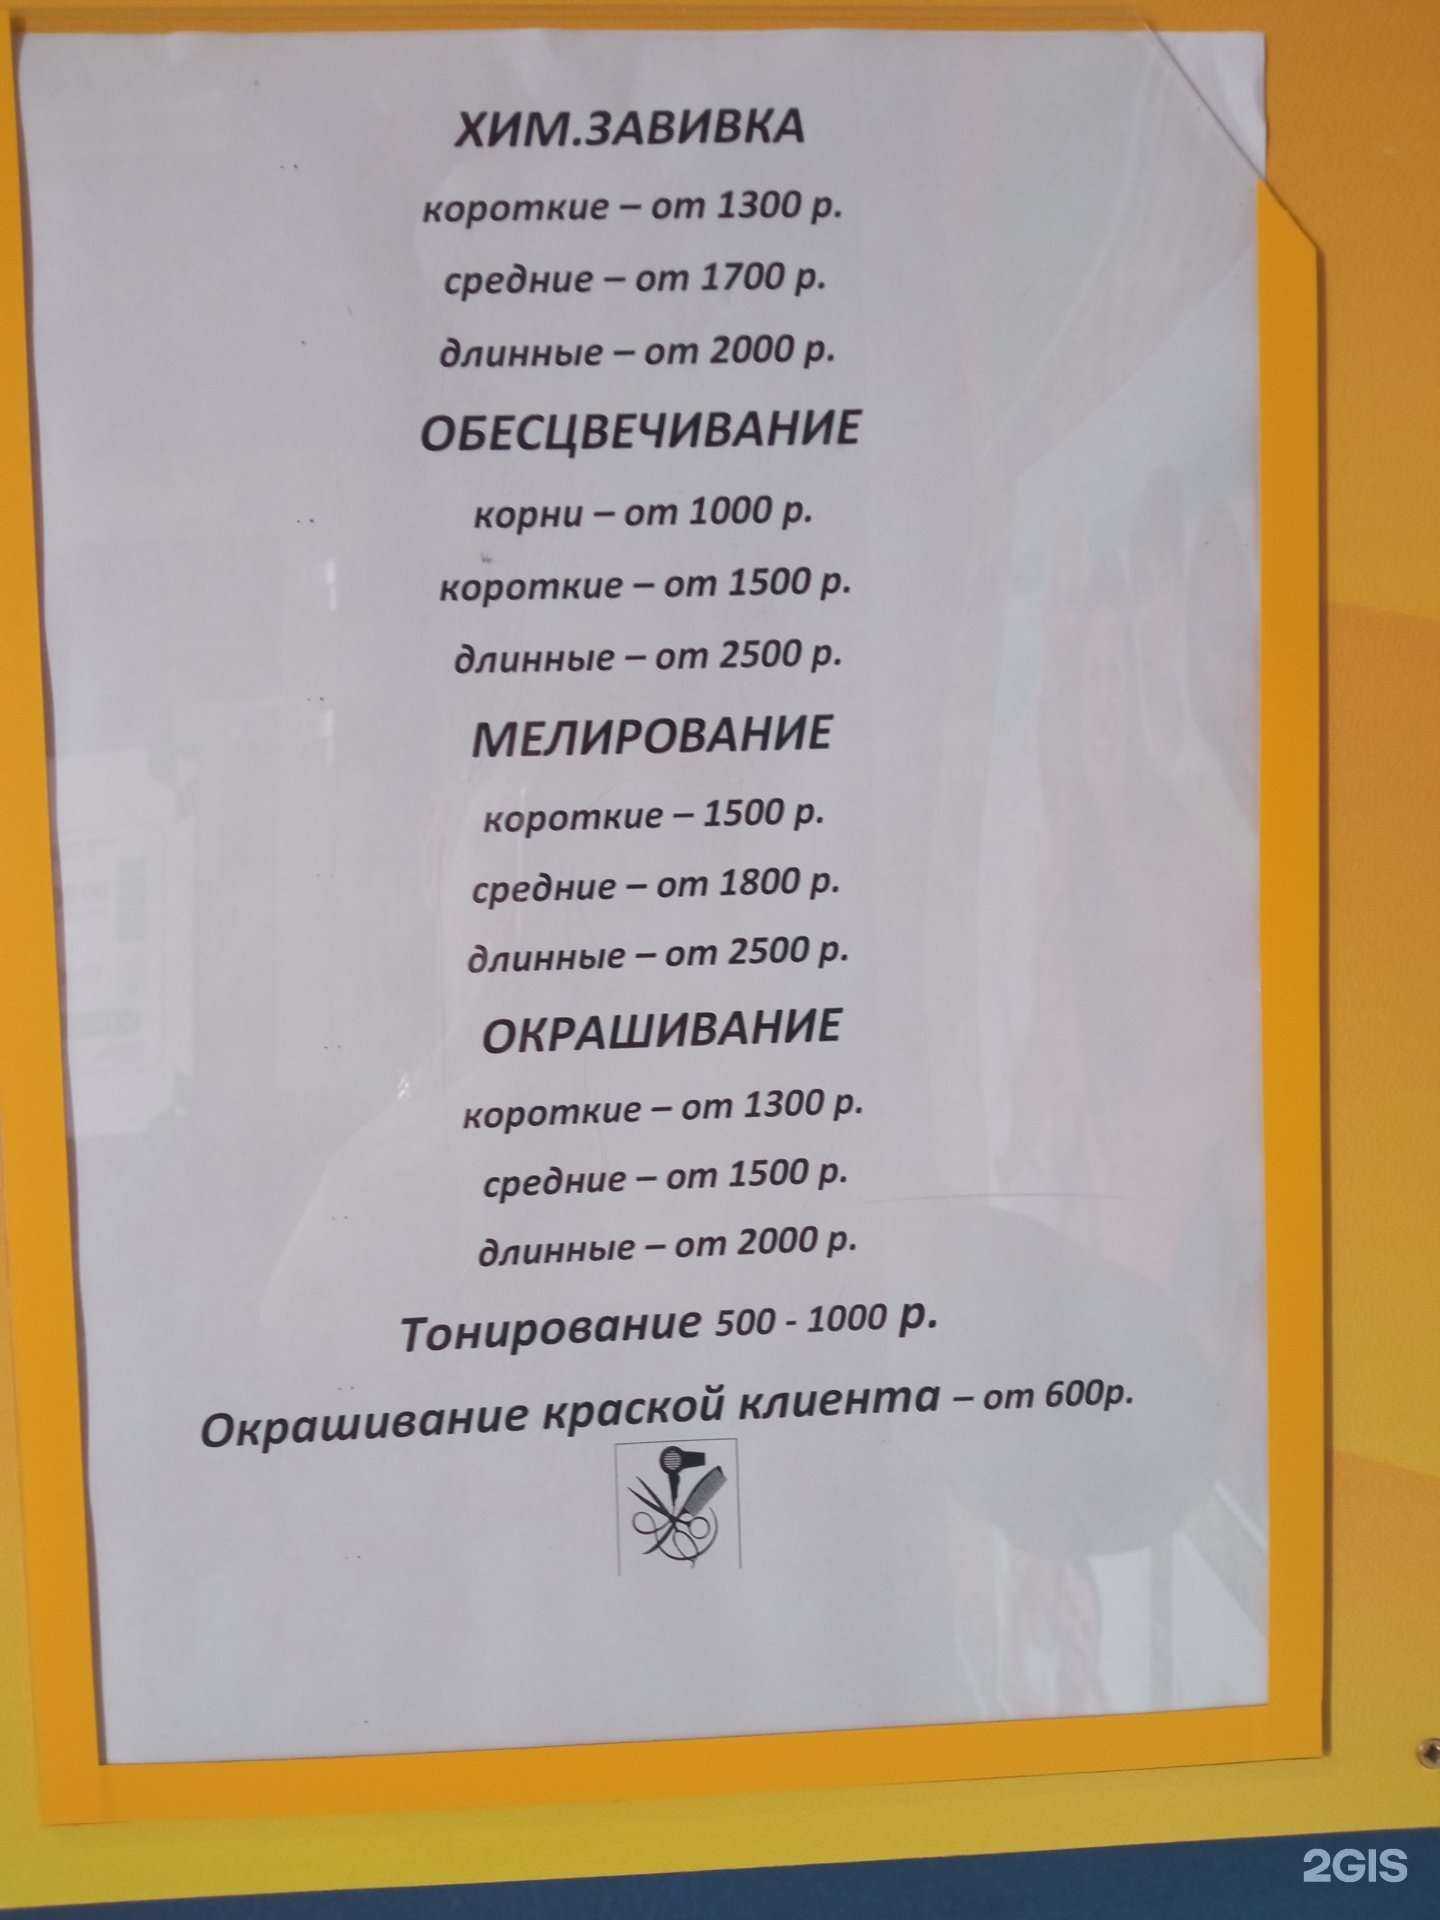 ХИМ.ЗАВИВКА
короткие – от 1300 р.
средние – от 1700 р.
длинные – от 2000 р.
ОБЕСЦВЕЧИВАНИЕ
корни – от 1000 р.
короткие – от 1500 р.
длинные – от 2500 р.
МЕЛИРОВАНИЕ
короткие – 1500 р.
средние – от 1800 р.
длинные – от 2500 р.
ОКРАШИВАНИЕ
короткие – от 1300 р.
средние – от 1500 р.
длинные – от 2000 р.
Тонирование 500 - 1000 р.
Окрашивание краской клиента – от 600р.
2GIS